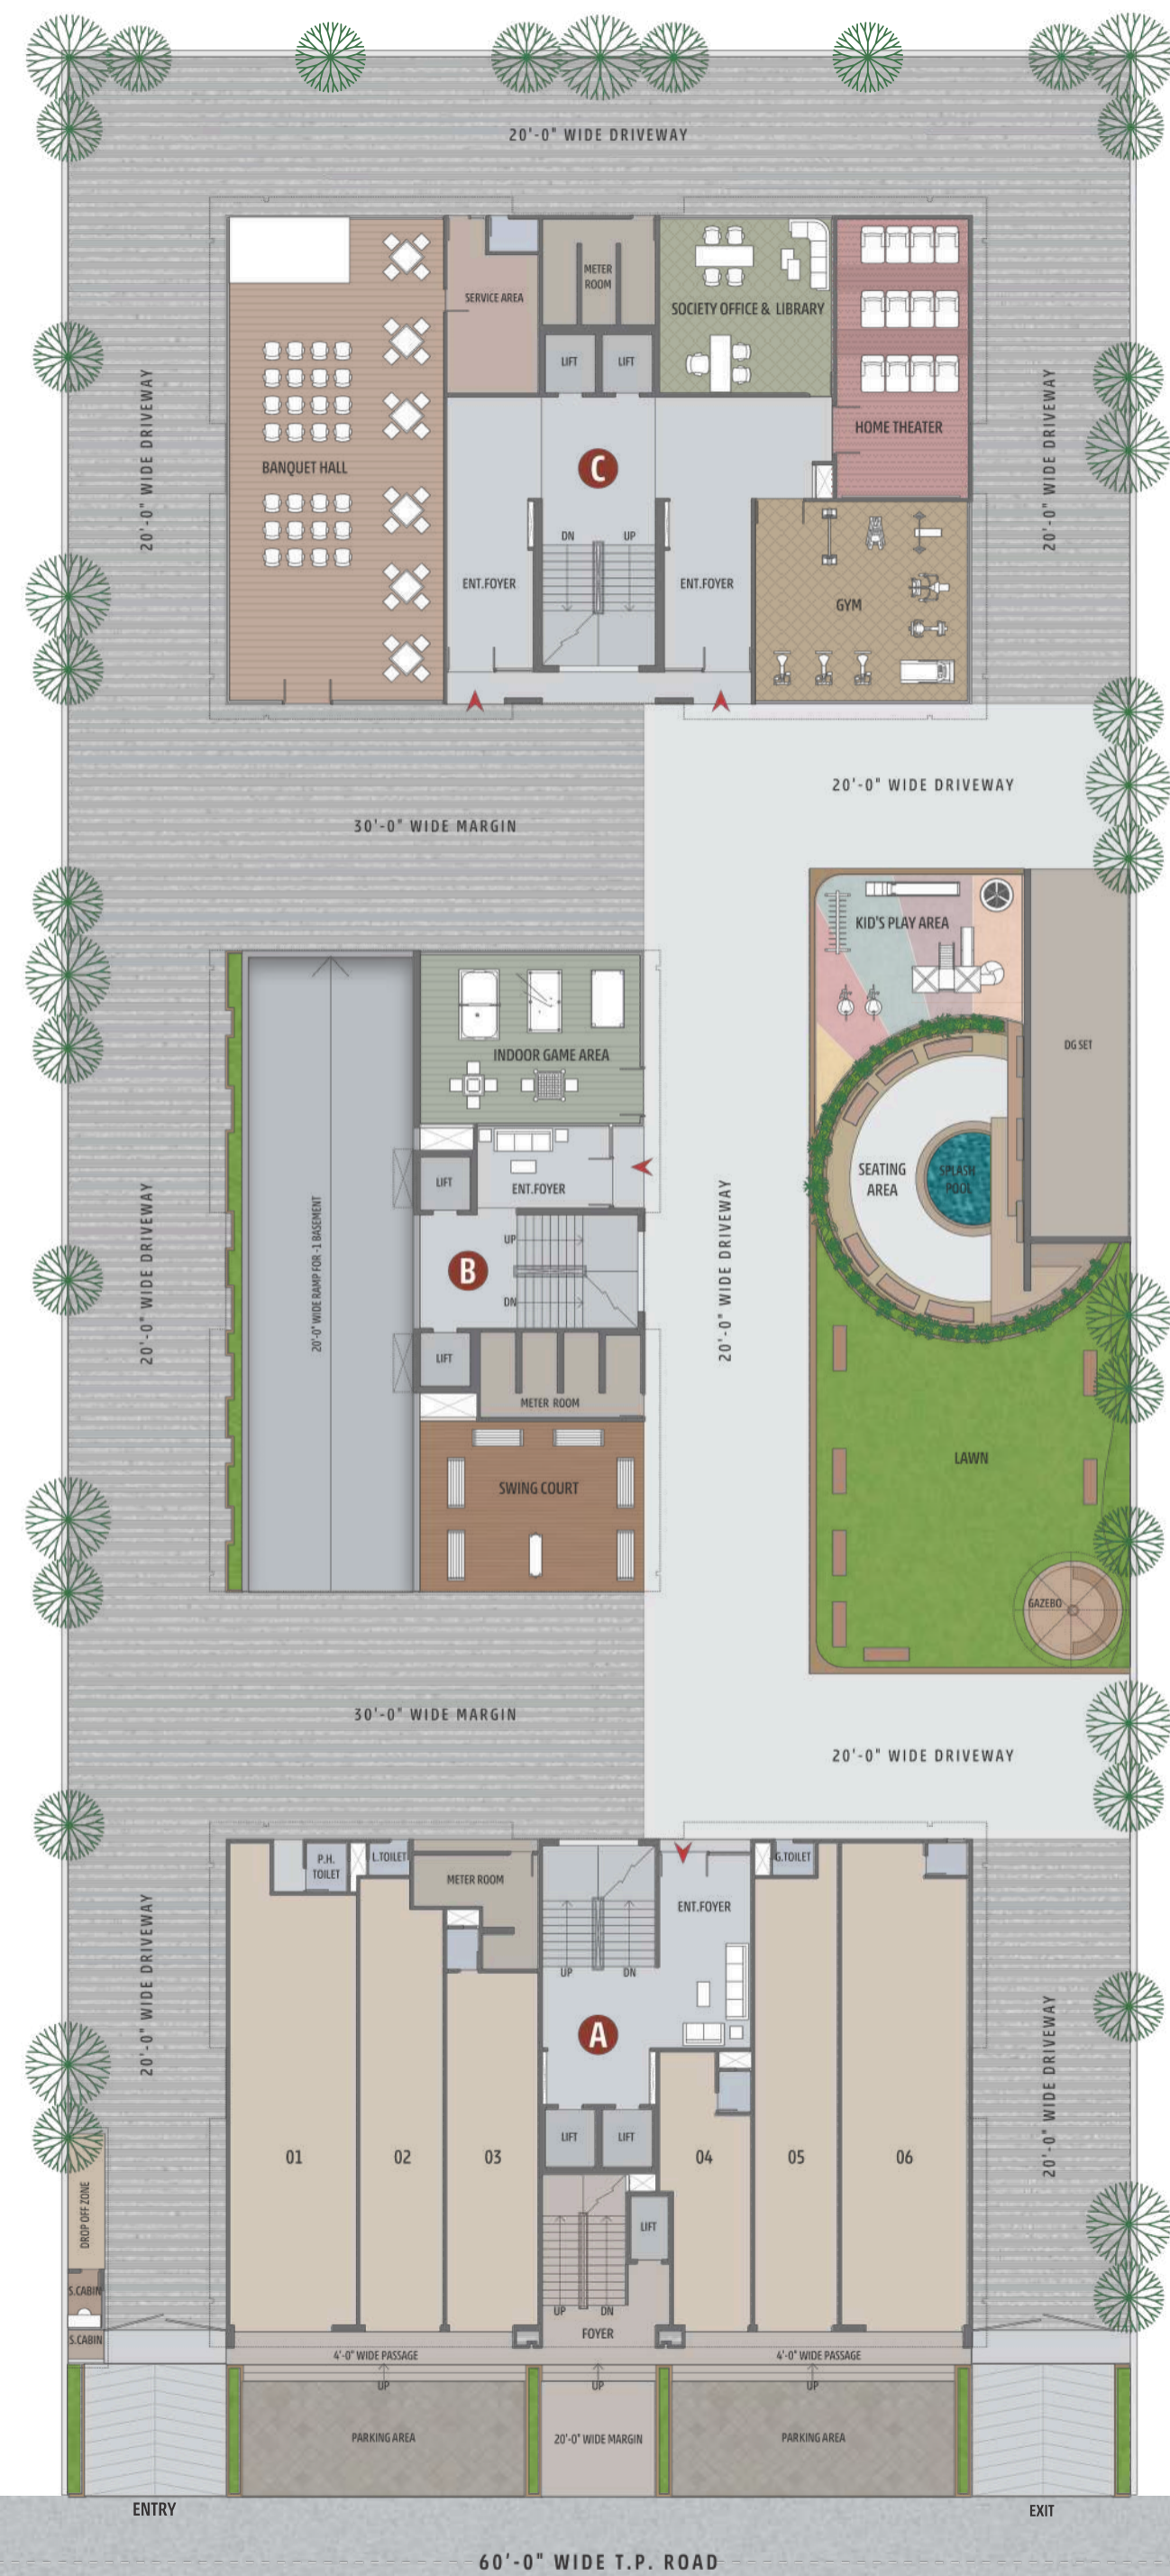 20'-0" WIDE DRIVEWAY
METER
ROOM
SERVICE AREA
SOCIETY OFFICE & LIBRARY
LIFT
LIFT
20'-0" WIDE DRIVEWAY
20'-0" WIDE DRIVEWAY
HOME THEATER
BANQUET HALL
C
DN
UP
ENT.FOYER
ENT.FOYER
GYM
20'-0" WIDE DRIVEWAY
30'-0" WIDE MARGIN
KID'S PLAY AREA
DG SET
INDOOR GAME AREA
SEATING
AREA
SPLASH
POOL
LIFT
ENT.FOYER
20'-0" WIDE DRIVEWAY
20'-0" WIDE RAMP FOR -1 BASEMENT
UP
B
DN
20'-0" WIDE DRIVEWAY
LIFT
METER ROOM
LAWN
SWING COURT
GAZEBO
30'-0" WIDE MARGIN
20'-0" WIDE DRIVEWAY
P.H.
TOILET
L.TOILET
G.TOILET
METER ROOM
ENT.FOYER
20'-0" WIDE DRIVEWAY
UP
DN
A
20'-0" WIDE DRIVEWAY
LIFT
LIFT
01
02
03
04
05
06
DROP OFF ZONE
LIFT
S.CABIN
UP
DN
FOYER
S.CABIN
4'-0" WIDE PASSAGE
4'-0" WIDE PASSAGE
UP
UP
UP
PARKING AREA
20'-0" WIDE MARGIN
PARKING AREA
ENTRY
EXIT
60'-0" WIDE T.P. ROAD